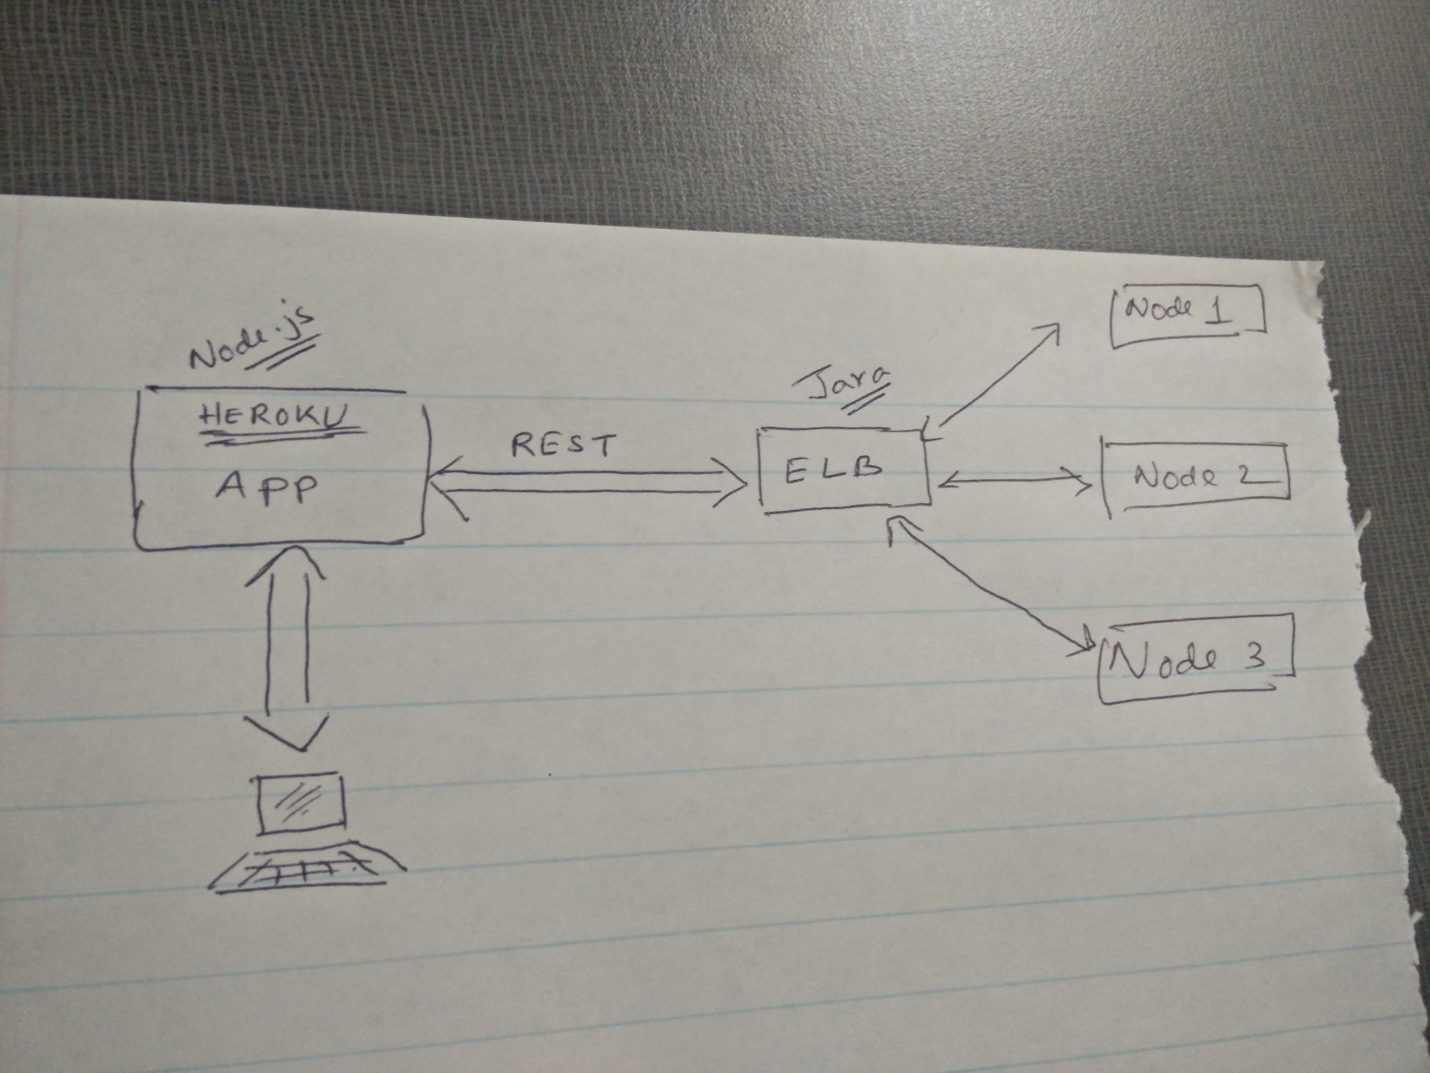 Node.js
HEROKU
App
REST
Java
ELB
Node 1
Node 2
Node 3